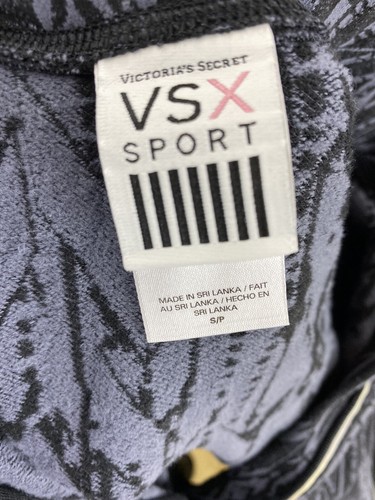 VICTORIA'S SECRET
VSX
SPORT
MADE IN SRI LANKA / FAIT
AU SRI LANKA / HECHO EN
SRI LANKA
S/P